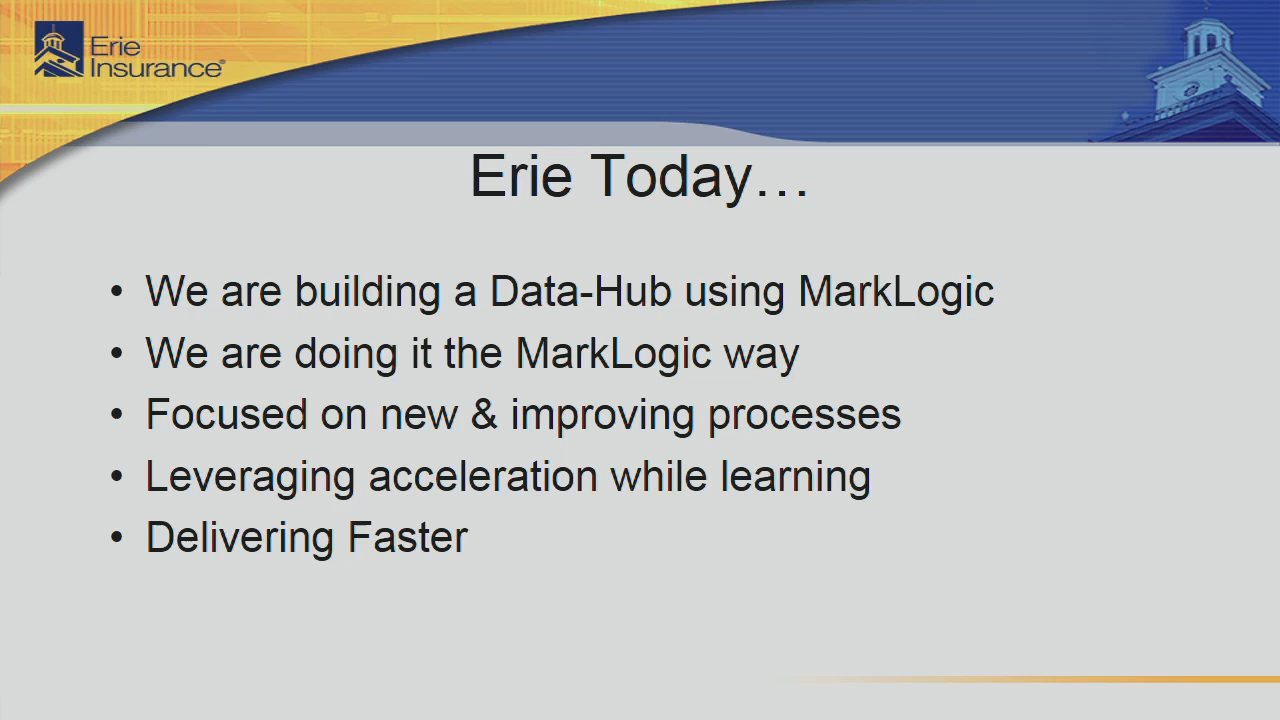 Erie
Insurance®
Erie Today…
• We are building a Data-Hub using MarkLogic
• We are doing it the MarkLogic way
• Focused on new & improving processes
• Leveraging acceleration while learning
• Delivering Faster